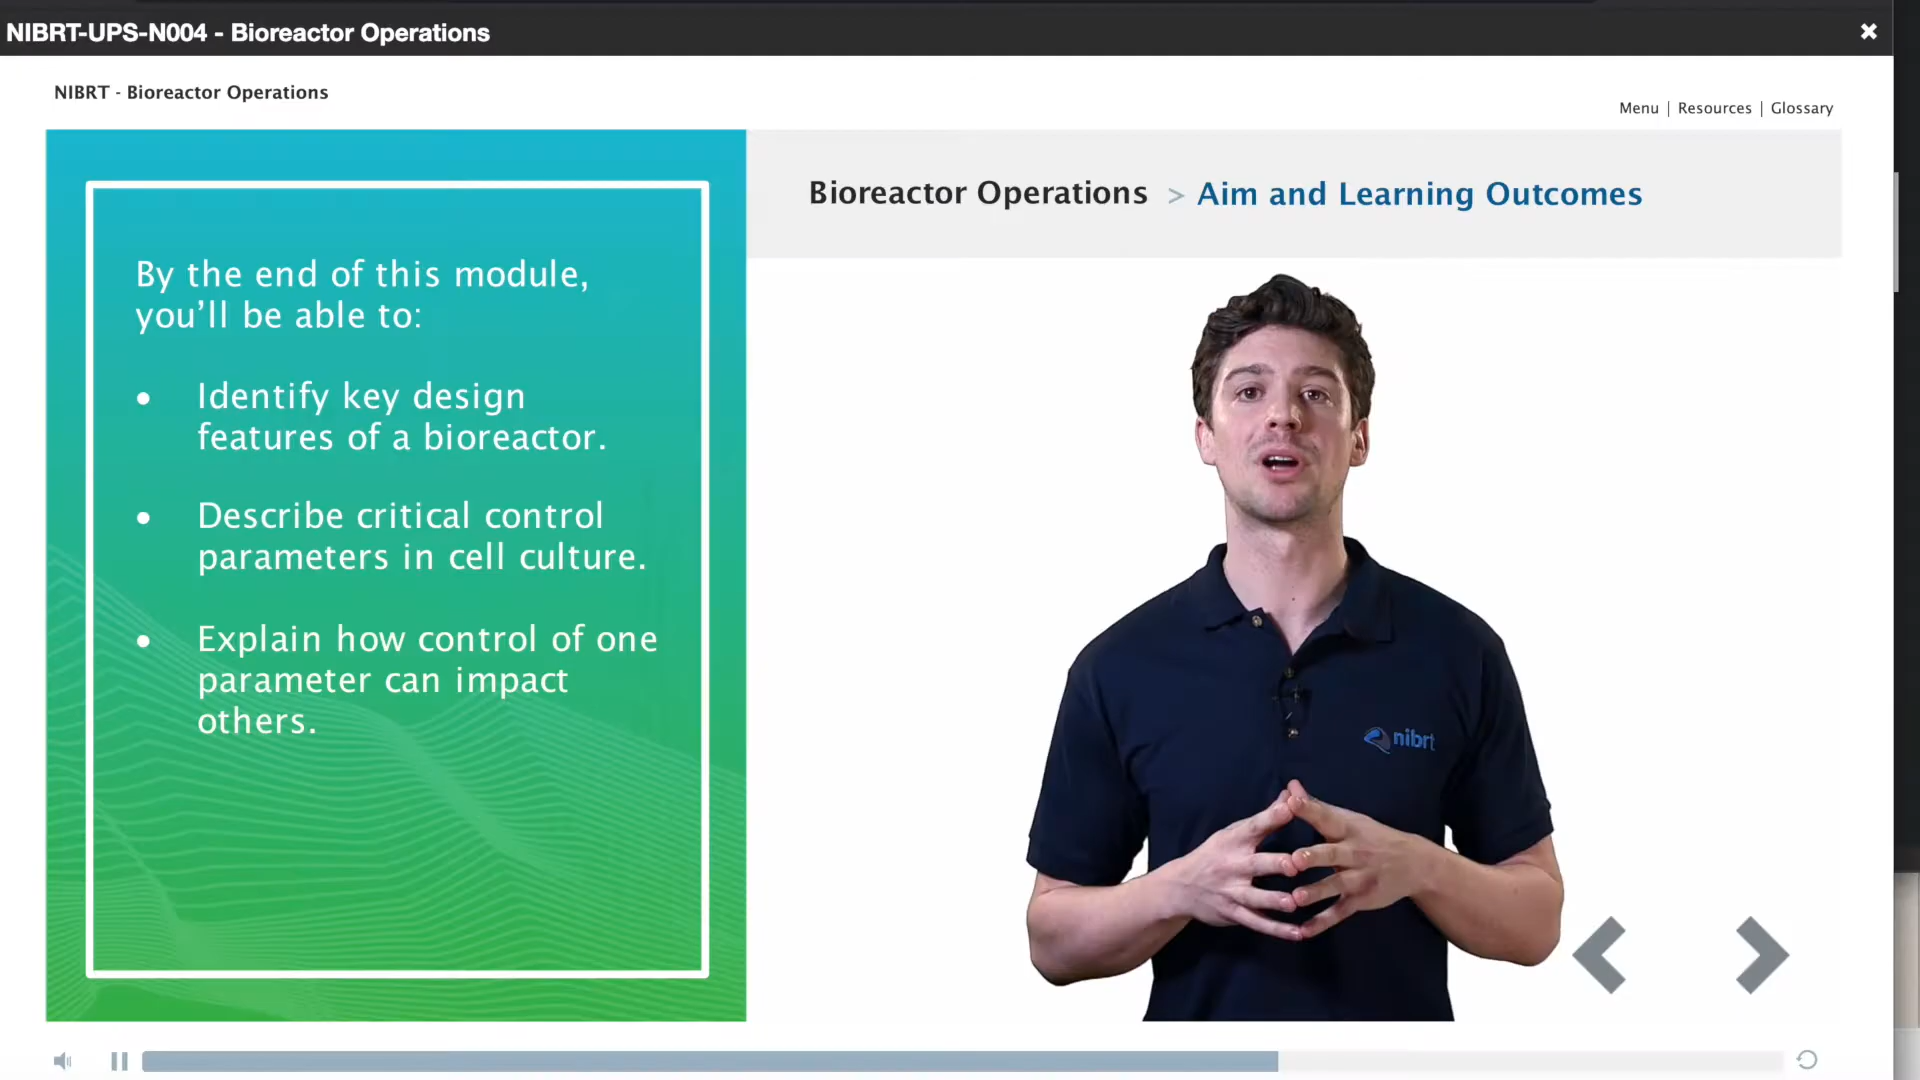 NIBRT-UPS-N004 - Bioreactor Operations
NIBRT - Bioreactor Operations
Menu | Resources | Glossary
Bioreactor Operations > Aim and Learning Outcomes
By the end of this module,
you’ll be able to:
• Identify key design
features of a bioreactor.
• Describe critical control
parameters in cell culture.
• Explain how control of one
parameter can impact
others.
nibrt